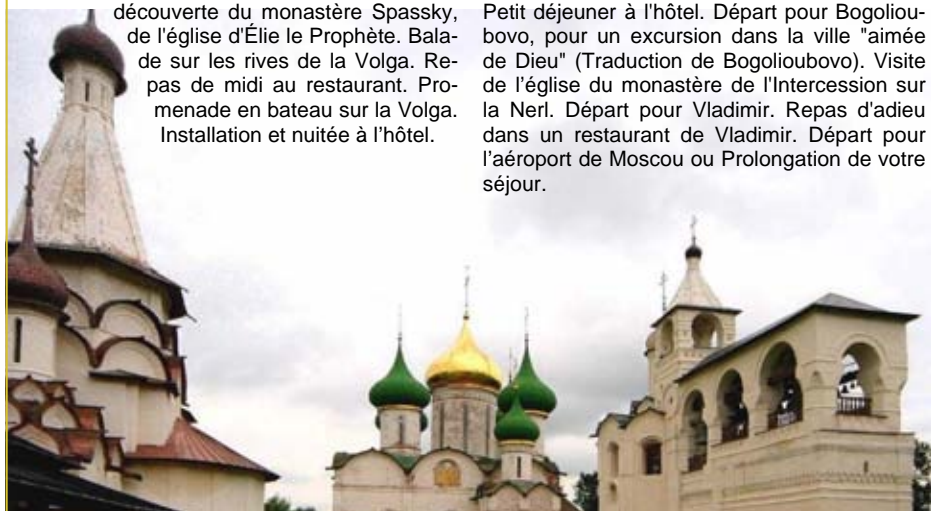 découverte du monastère Spassky,
de l'église d'Élie le Prophète. Bala-
de sur les rives de la Volga. Re-
pas de midi au restaurant. Pro-
menade en bateau sur la Volga.
Installation et nuitée à l’hôtel.
Petit déjeuner à l'hôtel. Départ pour Bogoliou-
bovo, pour un excursion dans la ville "aimée
de Dieu" (Traduction de Bogolioubovo). Visite
de l’église du monastère de l'Intercession sur
la Nerl. Départ pour Vladimir. Repas d'adieu
dans un restaurant de Vladimir. Départ pour
l’aéroport de Moscou ou Prolongation de votre
séjour.